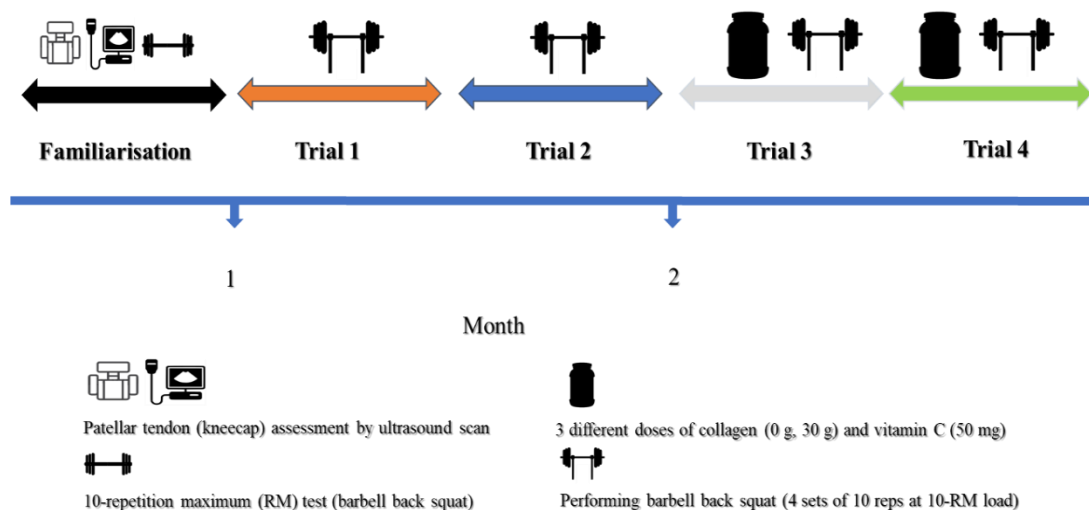 Familiarisation
Trial 1
Trial 2
Trial 3
Trial 4
1
2
Month
Patellar tendon (kneecap) assessment by ultrasound scan
3 different doses of collagen (0 g, 30 g) and vitamin C (50 mg)
10-repetition maximum (RM) test (barbell back squat)
Performing barbell back squat (4 sets of 10 reps at 10-RM load)